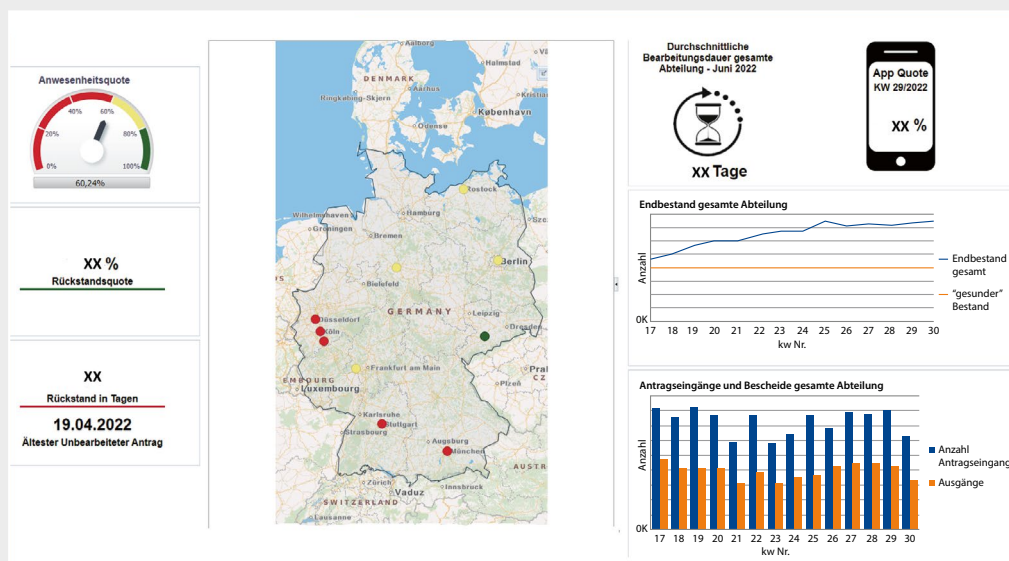 Anwesenheitsquote
0%
20%
40%
60%
80%
100%
60,24%
XX %
Rückstandsquote
XX
Rückstand in Tagen
19.04.2022
Ältester Unbearbeiteter Antrag
Aalborg
Halmstad
DENMARK
Aarhus
Ringkøbing-Skjern
Kristian
København
Odense
Rostock
Wilhelmshaven
Hamburg
Groningen
Bremen
Berlin
Bielefeld
GERMANY
Leipzig
Düsseldorf
Dresden
Köln
Frankfurt am Main
EMBOURG
Luxembourg
Plzeň
Karlsruhe
Stuttgart
Strasbourg
Augsburg
München
AUSTR
Zürich
Vaduz
Innsbruck
SWITZERLAND
Lausanne
Durchschnittliche
Bearbeitungsdauer gesamte
Abteilung - Juni 2022
XX Tage
App Quote
KW 29/2022
XX %
Endbestand gesamte Abteilung
Anzahl
0K
17 18 19 20 21 22 23 24 25 26 27 28 29 30
kw Nr.
Endbestand
gesamt
"gesunder"
Bestand
Antragseingänge und Bescheide gesamte Abteilung
Anzahl
0K
17 18 19 20 21 22 23 24 25 26 27 28 29 30
kw Nr.
Anzahl
Antragseingang
Ausgänge